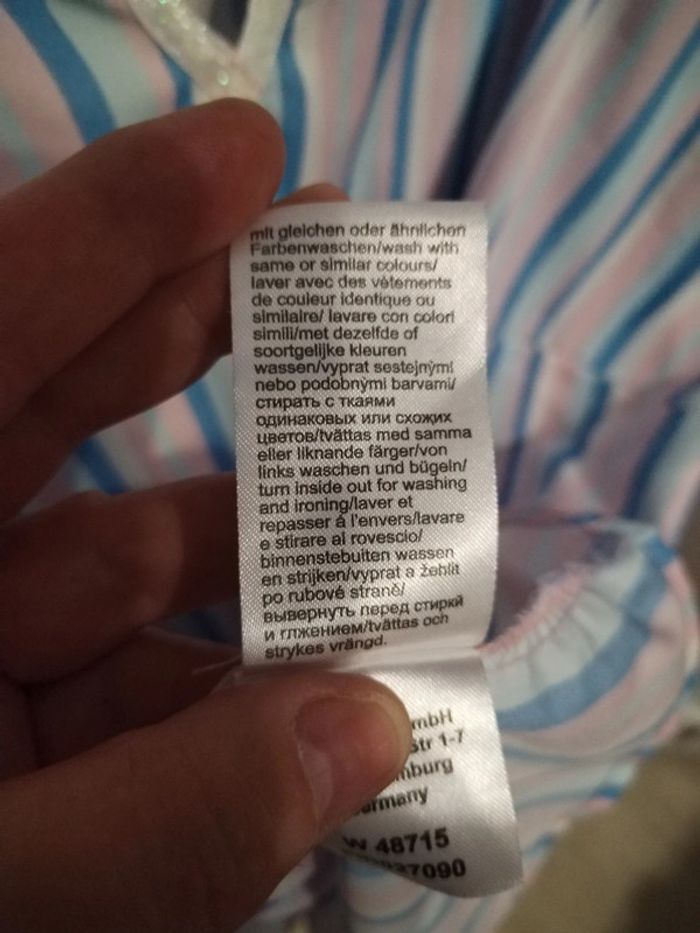 mit gleichen oder ähnlichen
Farbenwaschen/wash with
same or similar colours/
laver avec des vétements
de couleur identique ou
similaire/ lavare con colori
simili/met dezelfde of
soortgelijke kleuren
wassen/vyprat sestejnými
nebo podobnými barvami/
стирать с ткаями
одинаковых или схожих
цветов/tvättas med samma
eller liknande färger/von
links waschen und bügeln/
turn inside out for washing
and ironing/laver et
repasser á l'envers/lavare
e stirare al rovescio/
binnenstebuiten wassen
en strijken/vyprat a žehlit
po rubové straně/
вывернуть перед стирки
и глжением/tvättas och
strykes vrängd.
mbH
Str 1-7
mburg
ermany
W 48715
37090